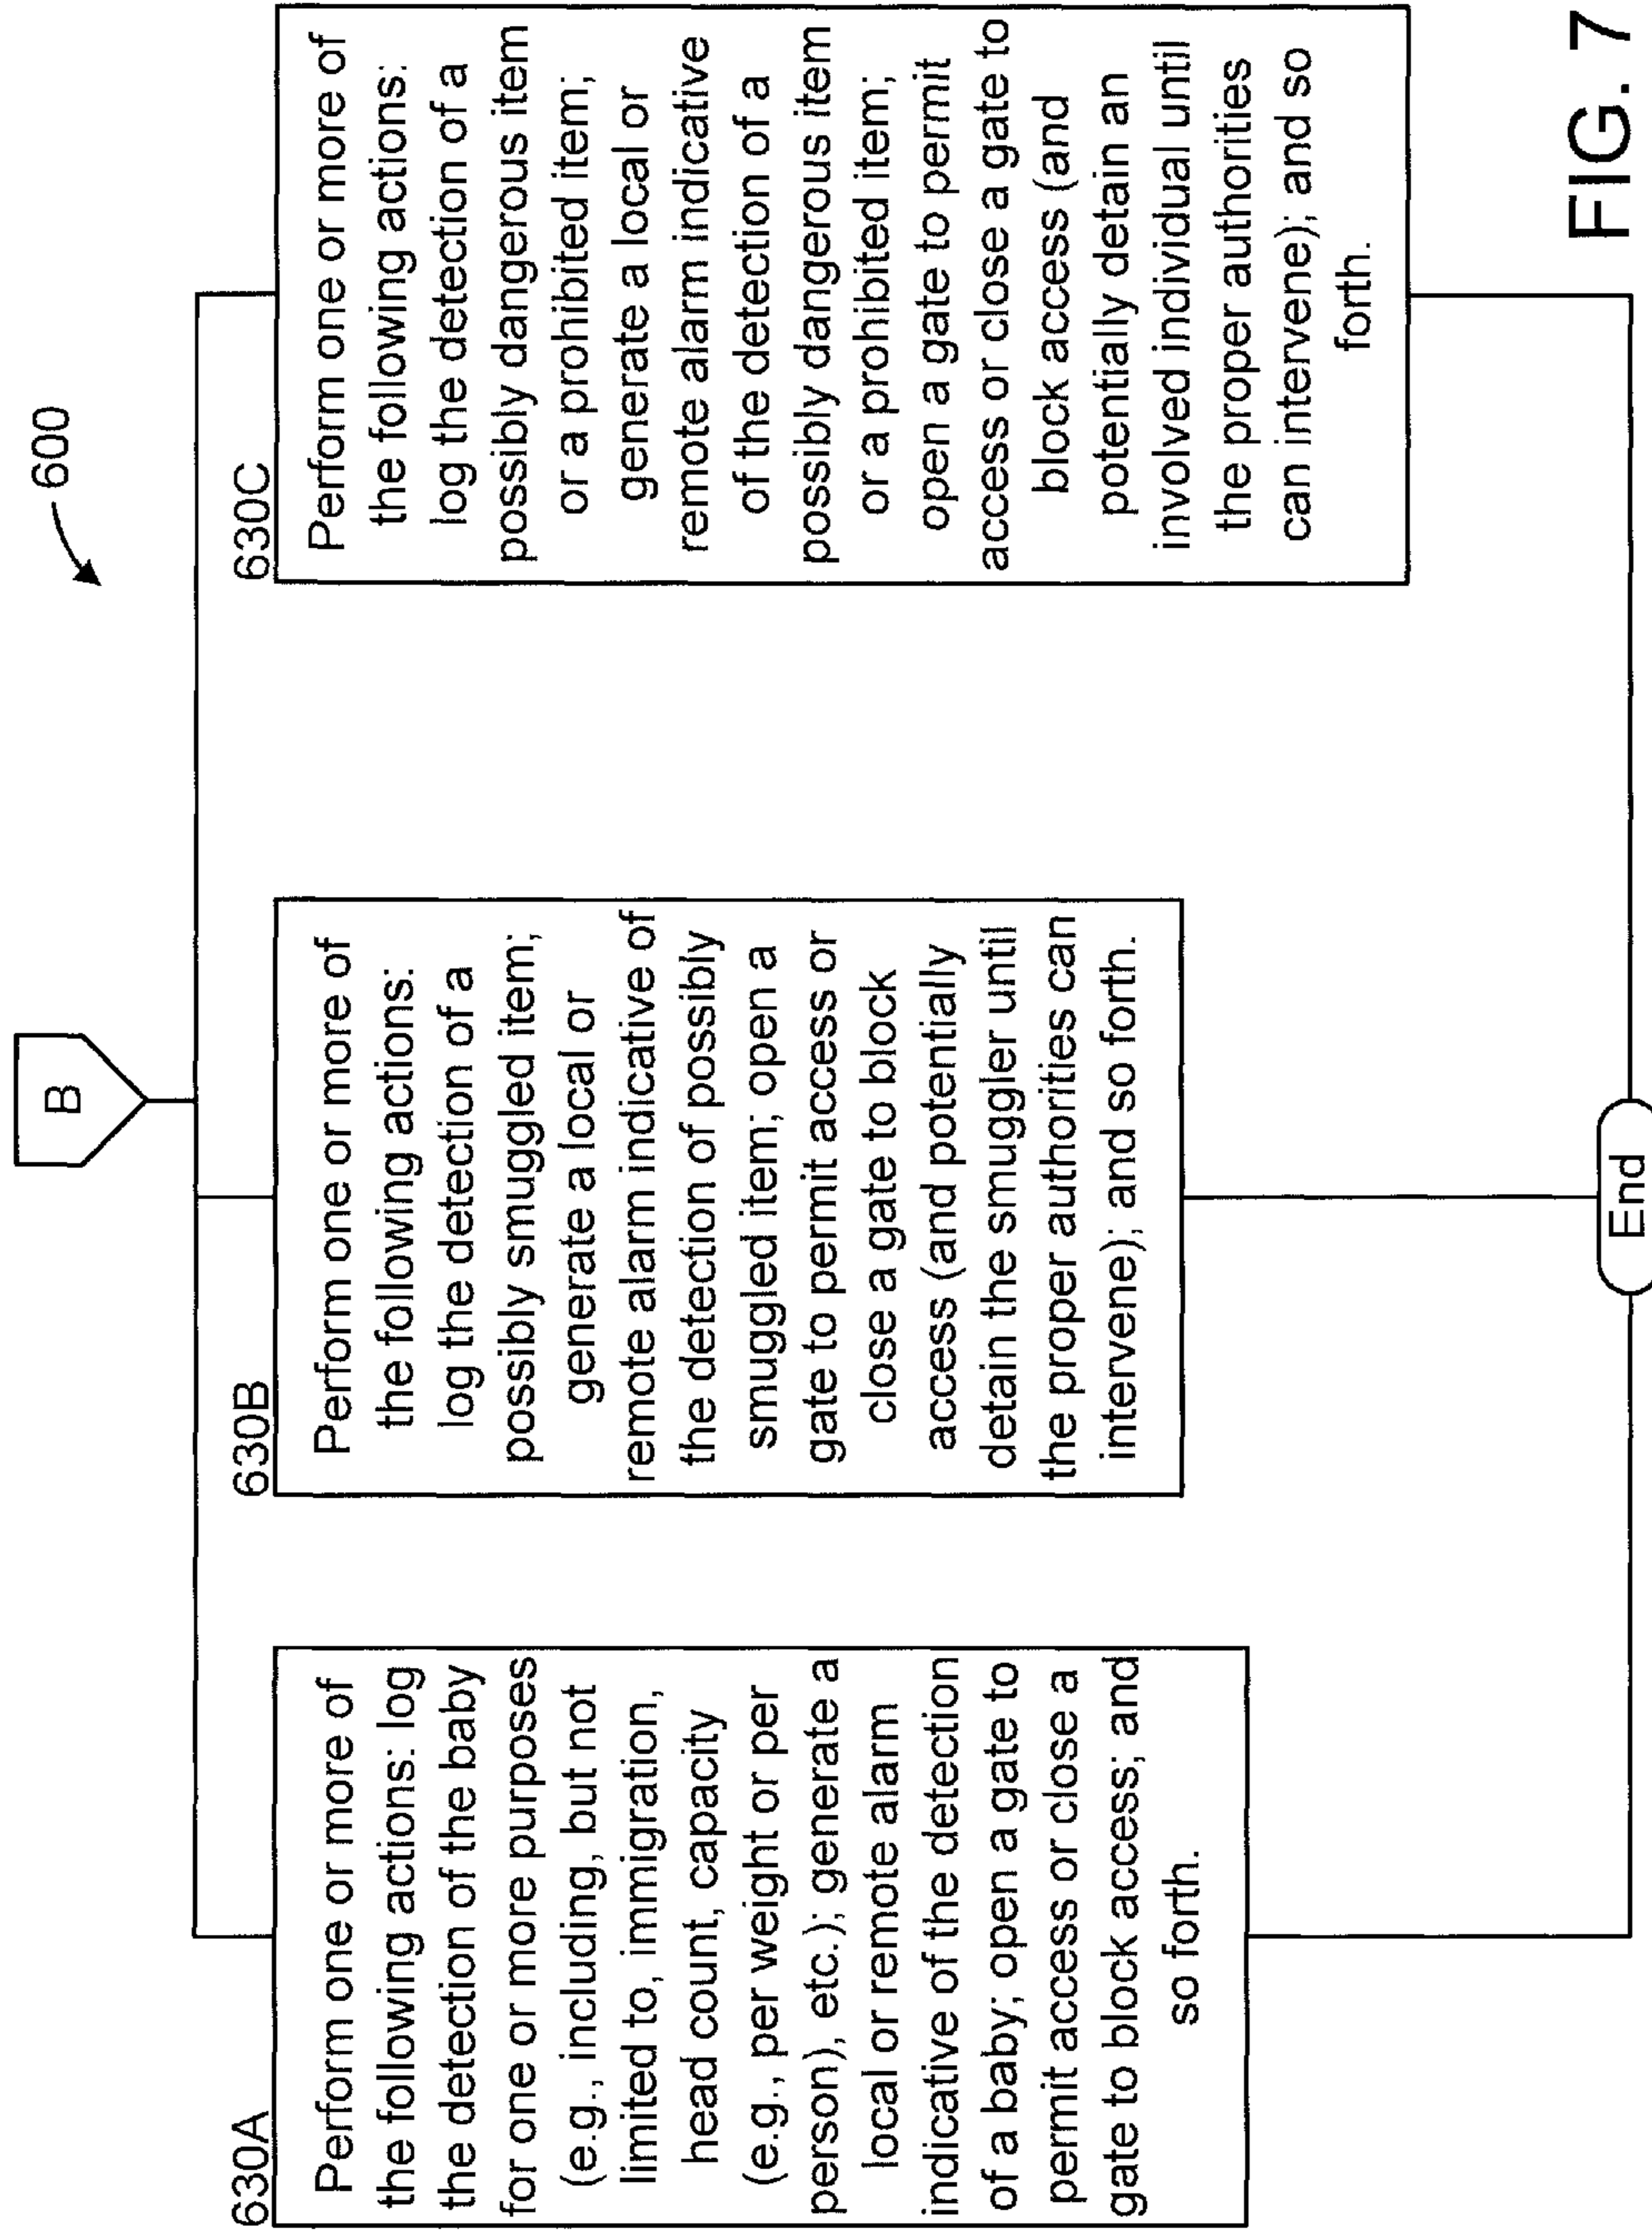 600
B
630A
Perform one or more of
the following actions: log
the detection of the baby
for one or more purposes
(e.g., including, but not
limited to, immigration,
head count, capacity
(e.g., per weight or per
person), etc.); generate a
local or remote alarm
indicative of the detection
of a baby; open a gate to
permit access or close a
gate to block access; and
so forth.
630B
Perform one or more of
the following actions:
log the detection of a
possibly smuggled item;
generate a local or
remote alarm indicative of
the detection of possibly
smuggled item; open a
gate to permit access or
close a gate to block
access (and potentially
detain the smuggler until
the proper authorities can
intervene); and so forth.
630C
Perform one or more of
the following actions:
log the detection of a
possibly dangerous item
or a prohibited item;
generate a local or
remote alarm indicative
of the detection of a
possibly dangerous item
or a prohibited item;
open a gate to permit
access or close a gate to
block access (and
potentially detain an
involved individual until
the proper authorities
can intervene); and so
forth.
End
FIG. 7